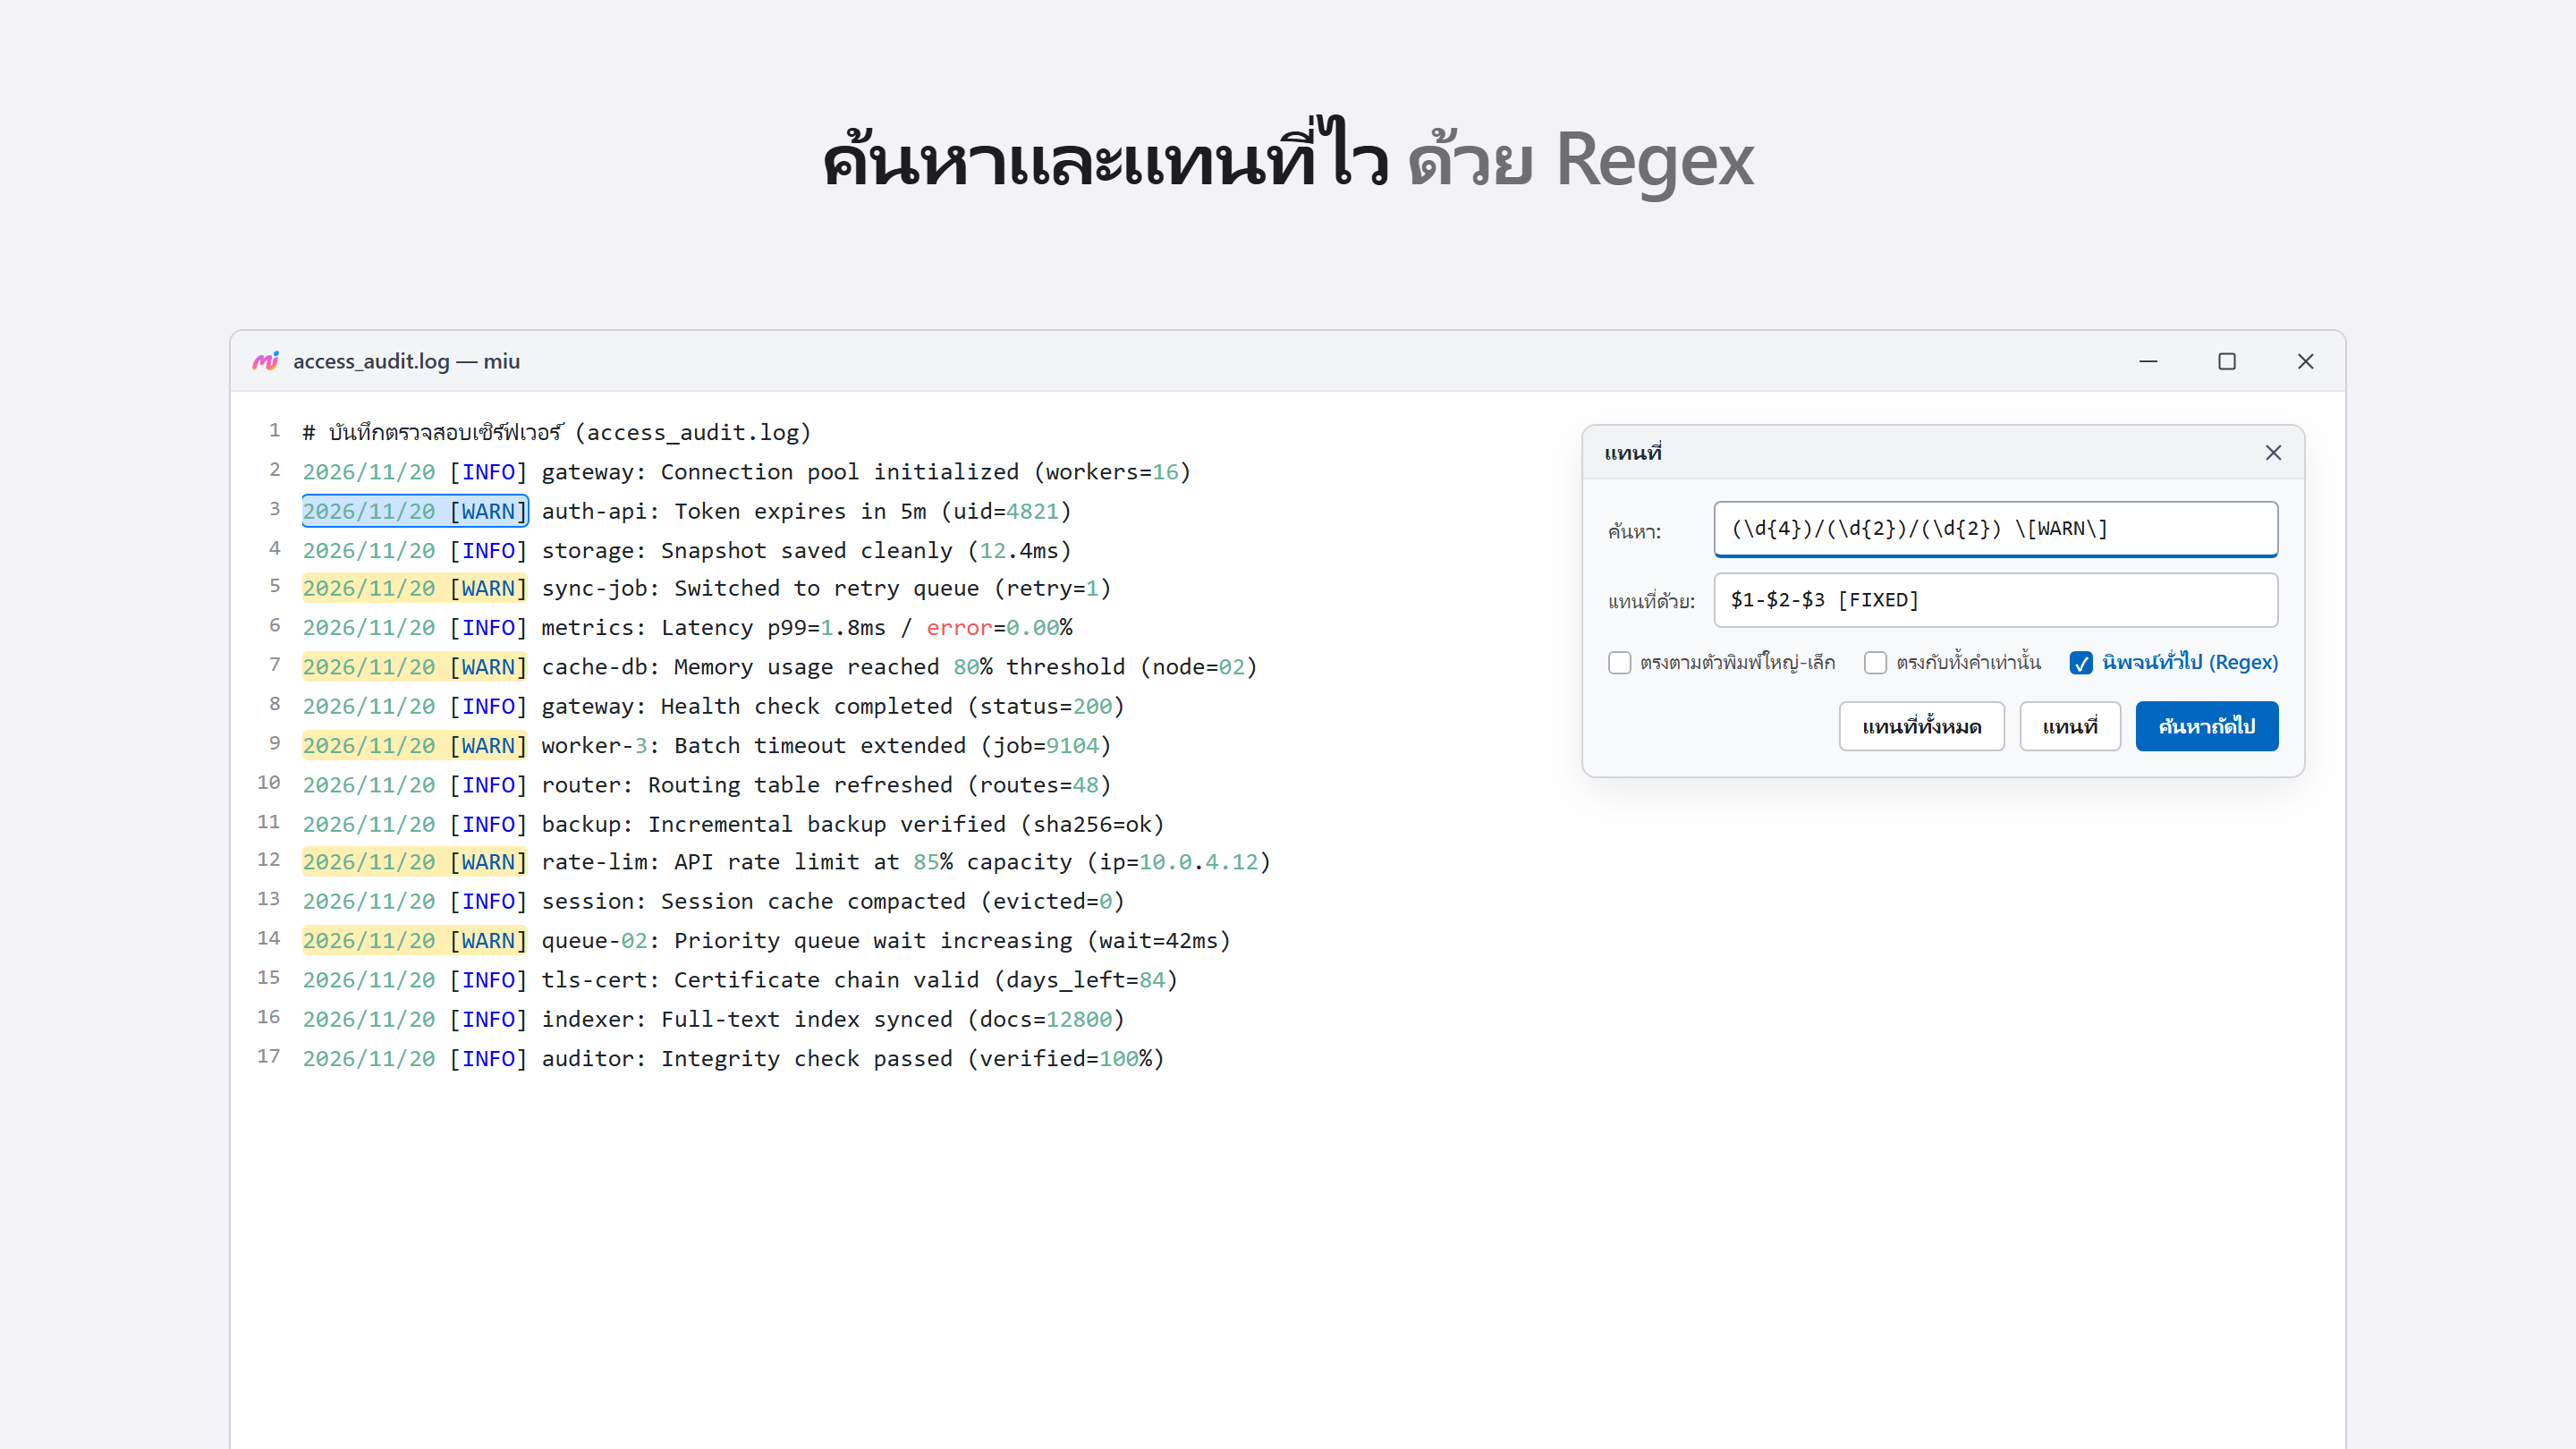 ค้นหาและแทนที่ไว ด้วย Regex
mi access_audit.log — miu
1 # บันทึกตรวจสอบเซิร์ฟเวอร์ (access_audit.log)
2 2026/11/20 [INFO] gateway: Connection pool initialized (workers=16)
3 2026/11/20 [WARN] auth-api: Token expires in 5m (uid=4821)
4 2026/11/20 [INFO] storage: Snapshot saved cleanly (12.4ms)
5 2026/11/20 [WARN] sync-job: Switched to retry queue (retry=1)
6 2026/11/20 [INFO] metrics: Latency p99=1.8ms / error=0.00%
7 2026/11/20 [WARN] cache-db: Memory usage reached 80% threshold (node=02)
8 2026/11/20 [INFO] gateway: Health check completed (status=200)
9 2026/11/20 [WARN] worker-3: Batch timeout extended (job=9104)
10 2026/11/20 [INFO] router: Routing table refreshed (routes=48)
11 2026/11/20 [INFO] backup: Incremental backup verified (sha256=ok)
12 2026/11/20 [WARN] rate-lim: API rate limit at 85% capacity (ip=10.0.4.12)
13 2026/11/20 [INFO] session: Session cache compacted (evicted=0)
14 2026/11/20 [WARN] queue-02: Priority queue wait increasing (wait=42ms)
15 2026/11/20 [INFO] tls-cert: Certificate chain valid (days_left=84)
16 2026/11/20 [INFO] indexer: Full-text index synced (docs=12800)
17 2026/11/20 [INFO] auditor: Integrity check passed (verified=100%)
แทนที่
ค้นหา: (\d{4})/(\d{2})/(\d{2}) \[WARN\]
แทนที่ด้วย: $1-$2-$3 [FIXED]
ตรงตามตัวพิมพ์ใหญ่-เล็ก ตรงกับทั้งคำเท่านั้น นิพจน์ทั่วไป (Regex)
แทนที่ทั้งหมด แทนที่ ค้นหาถัดไป